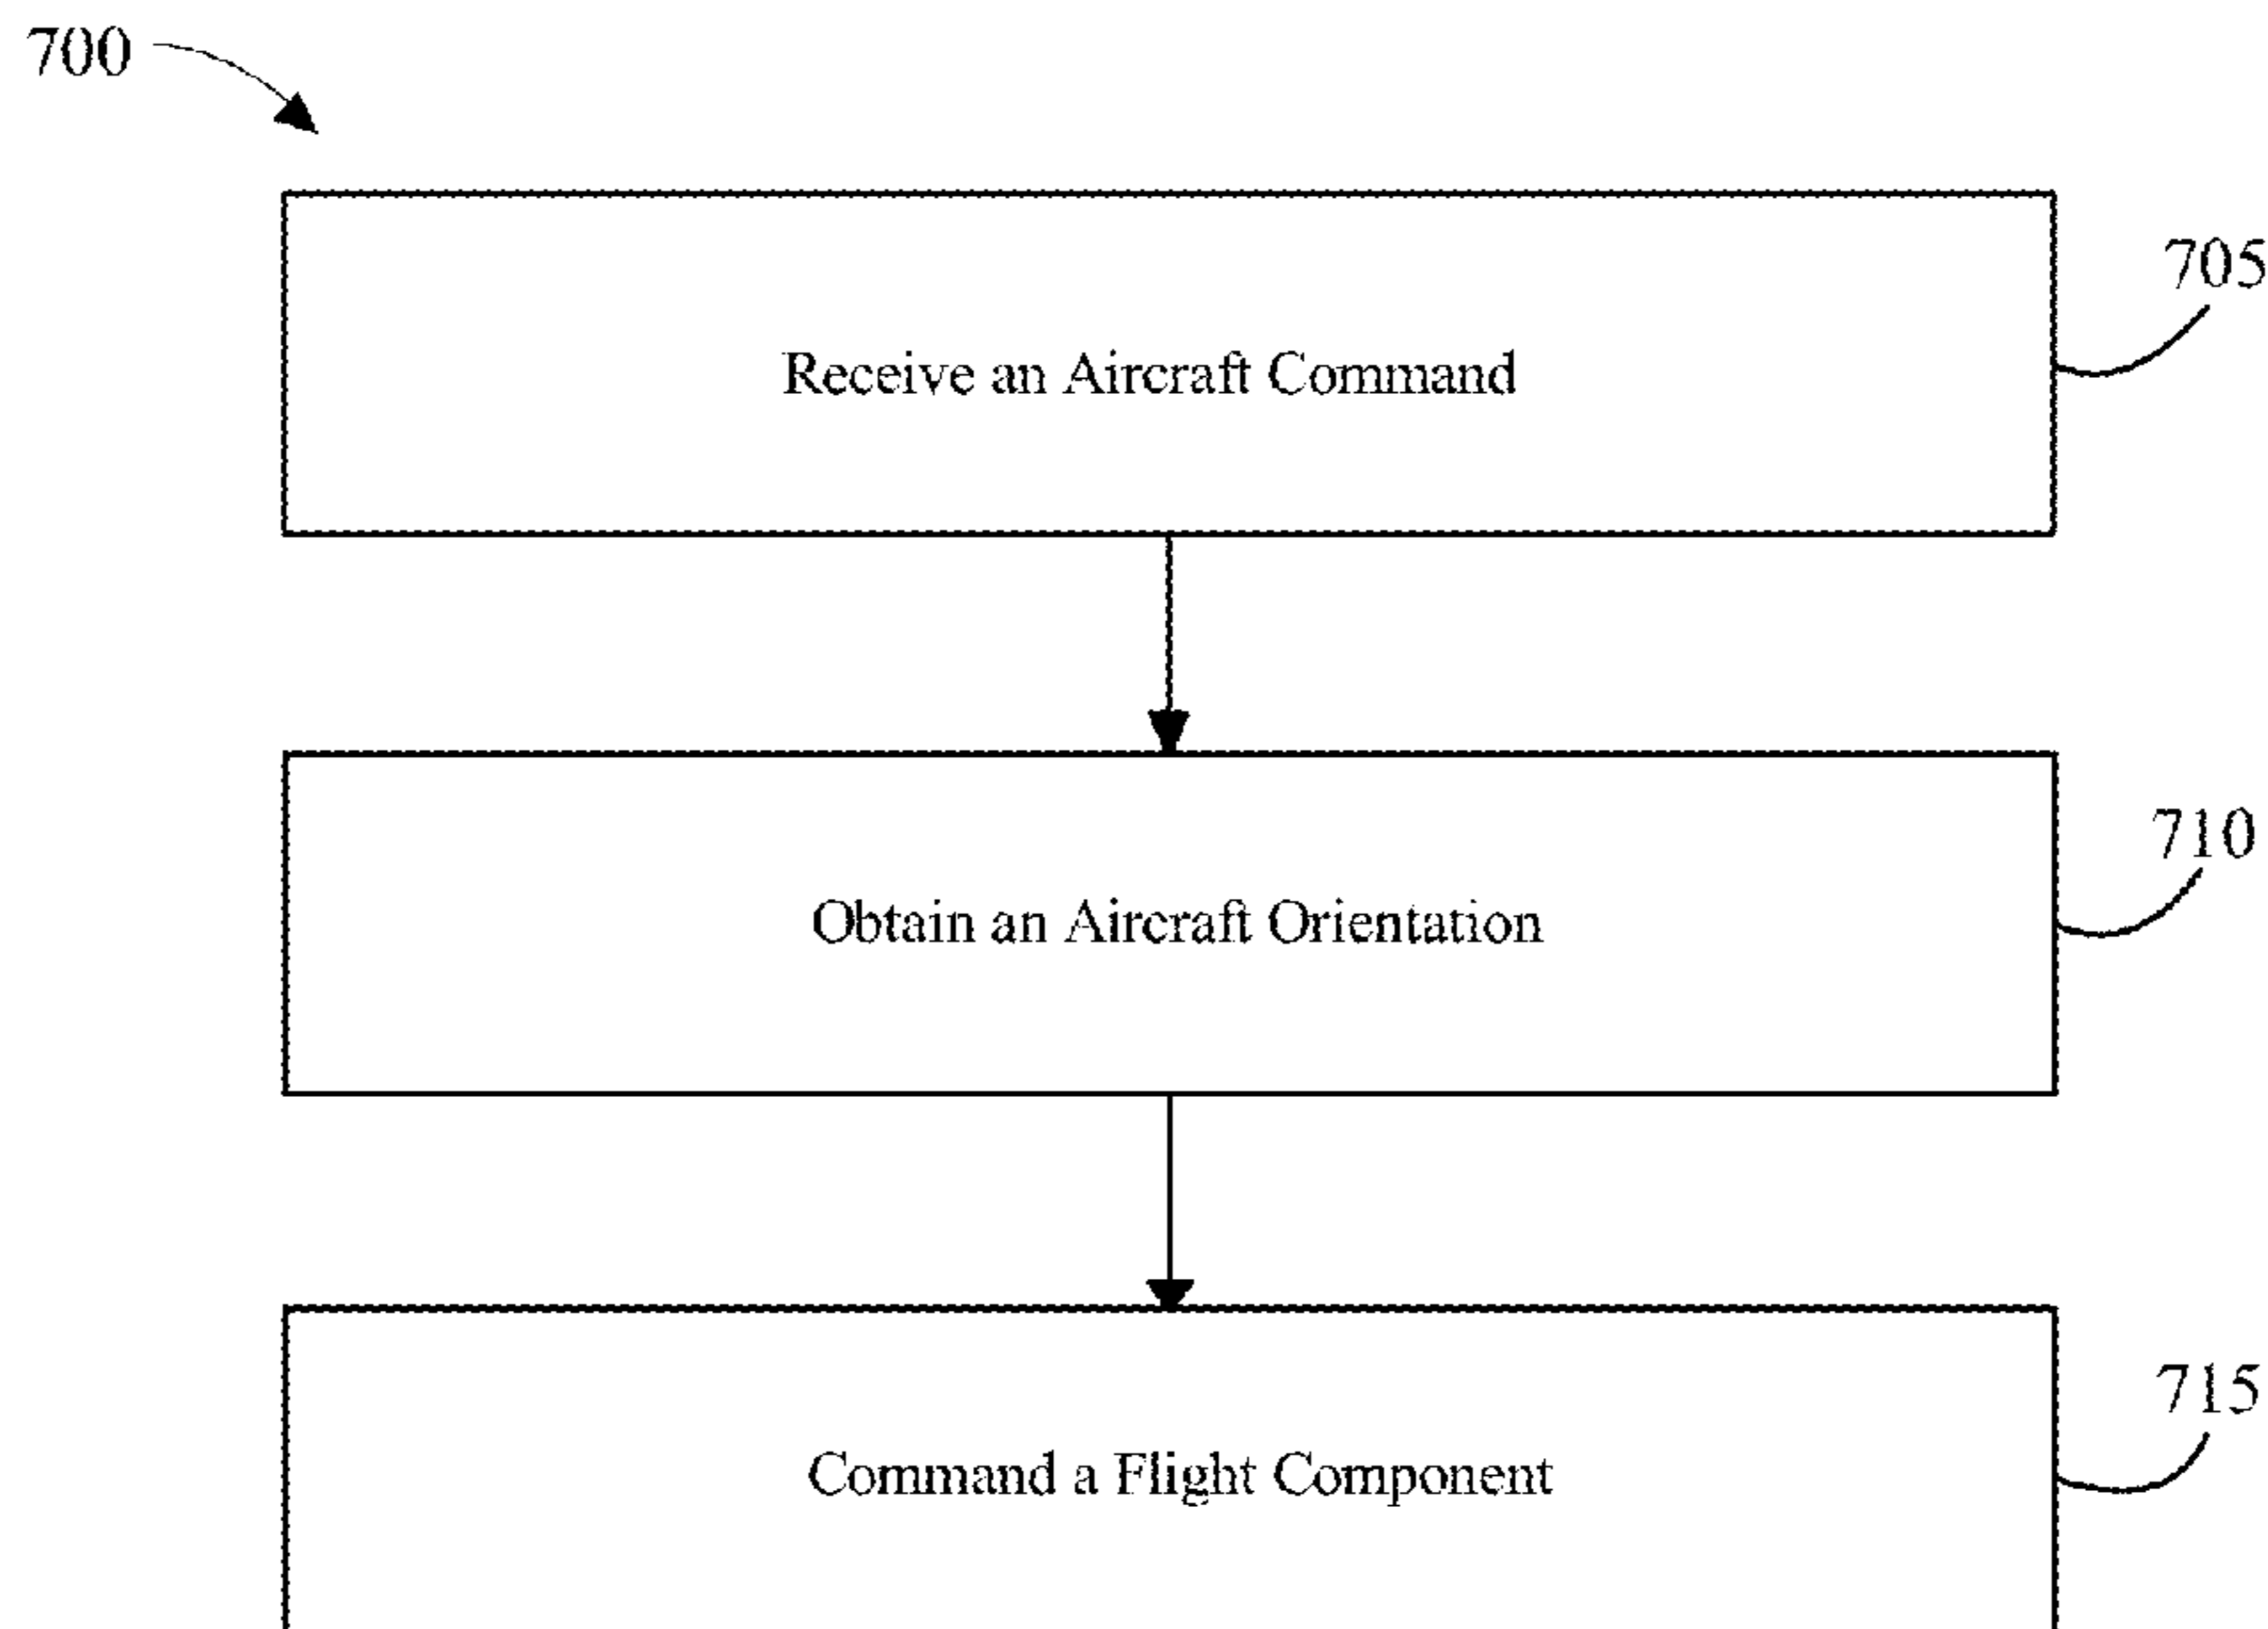 700
705
Receive an Aircraft Command
710
Obtain an Aircraft Orientation
715
Command a Flight Component